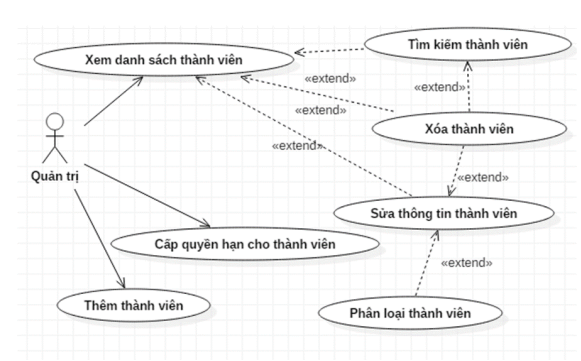 Tìm kiếm thành viên
Xem danh sách thành viên
«extend»
«extend»
«extend»
Xóa thành viên
«extend»
«extend»
Quản trị
Sửa thông tin thành viên
Cấp quyền hạn cho thành viên
«extend»
Thêm thành viên
Phân loại thành viên